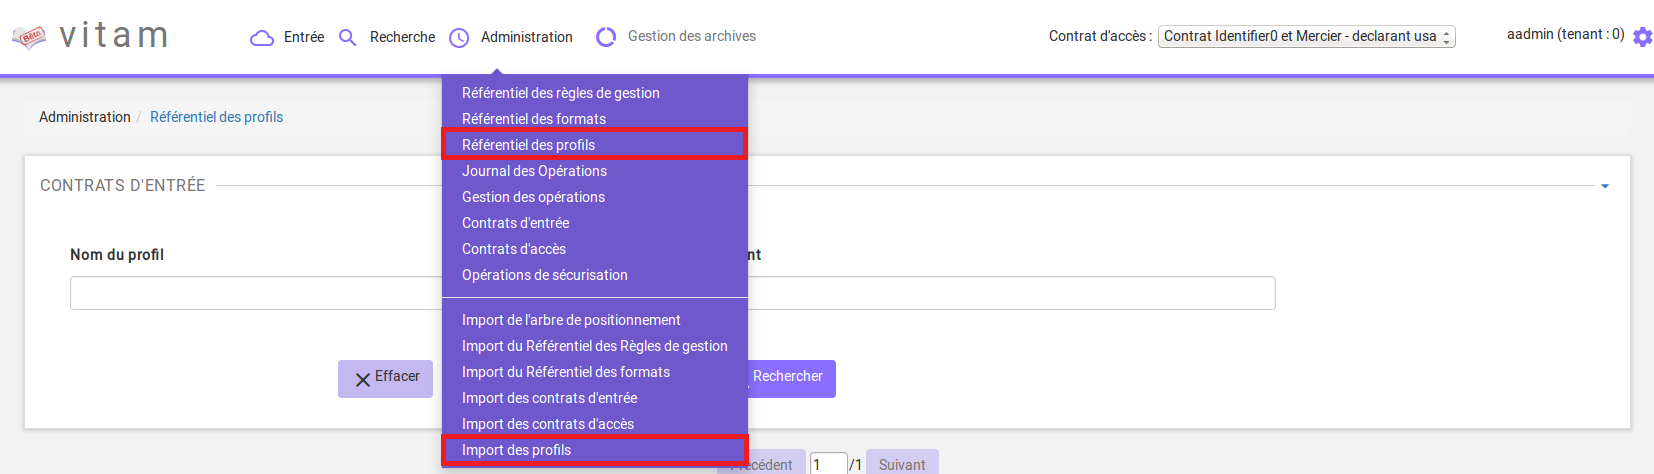 Bêta vitam Entrée Recherche Administration Gestion des archives Contrat d'accès : Contrat Identifier0 et Mercier - declarant usa aadmin (tenant : 0)
Administration / Référentiel des profils
Référentiel des règles de gestion
Référentiel des formats
Référentiel des profils
Journal des Opérations
Gestion des opérations
Contrats d'entrée
Contrats d'accès
Opérations de sécurisation
Import de l'arbre de positionnement
Import du Référentiel des Règles de gestion
Import du Référentiel des formats
Import des contrats d'entrée
Import des contrats d'accès
Import des profils
CONTRATS D'ENTRÉE
Nom du profil nt
Effacer Rechercher
Précédent 1 /1 Suivant